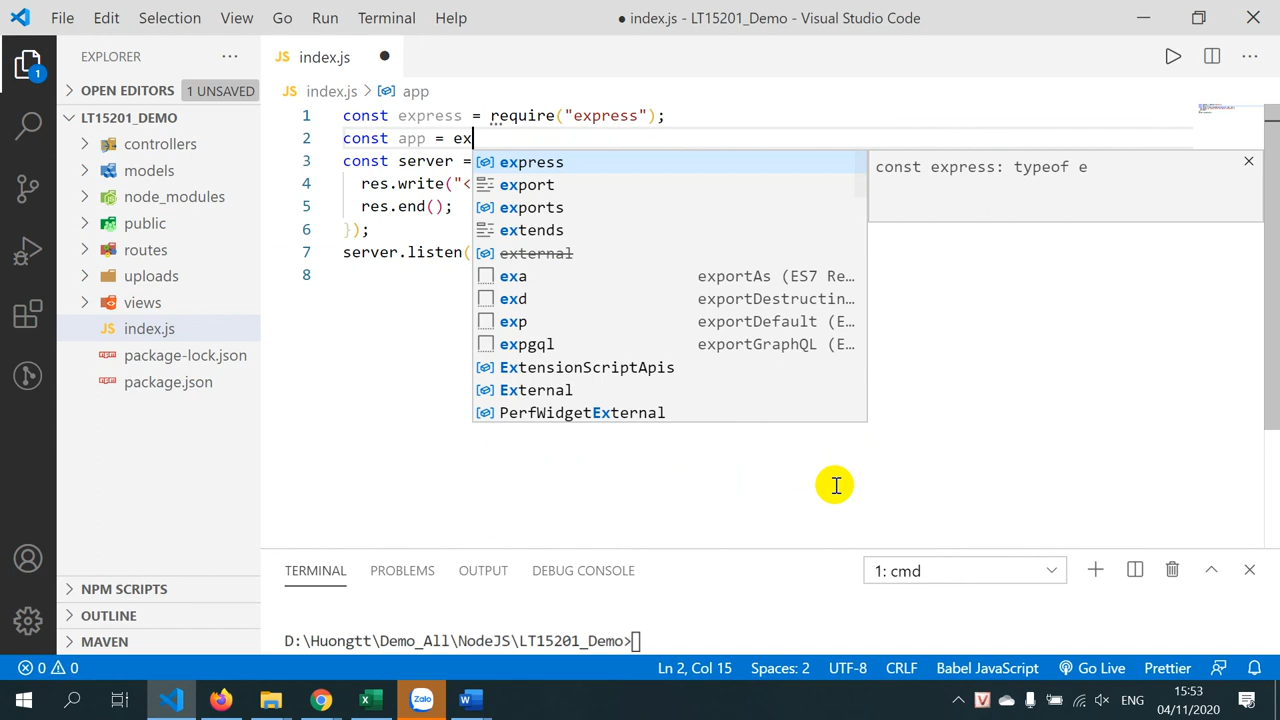 File Edit Selection View Go Run Terminal Help
● index.js - LT15201_Demo - Visual Studio Code
EXPLORER ···
JS index.js ●
1
OPEN EDITORS 1 UNSAVED
JS index.js > app
LT15201_DEMO
controllers
models
node_modules
public
routes
uploads
views
JS index.js
package-lock.json
package.json
1 const express = require("express");
2 const app = ex
3 const server =
4 res.write("<
5 res.end();
6 });
7 server.listen(
8
express
export
exports
extends
external
exa exportAs (ES7 Re…
exd exportDestructin…
exp exportDefault (E…
expgql exportGraphQL (E…
ExtensionScriptApis
External
PerfWidgetExternal
const express: typeof e
NPM SCRIPTS
OUTLINE
MAVEN
TERMINAL PROBLEMS OUTPUT DEBUG CONSOLE 1: cmd
D:\Huongtt\Demo_All\NodeJS\LT15201_Demo>
0 0 Ln 2, Col 15 Spaces: 2 UTF-8 CRLF Babel JavaScript Go Live Prettier
Zalo
ENG
15:53
04/11/2020